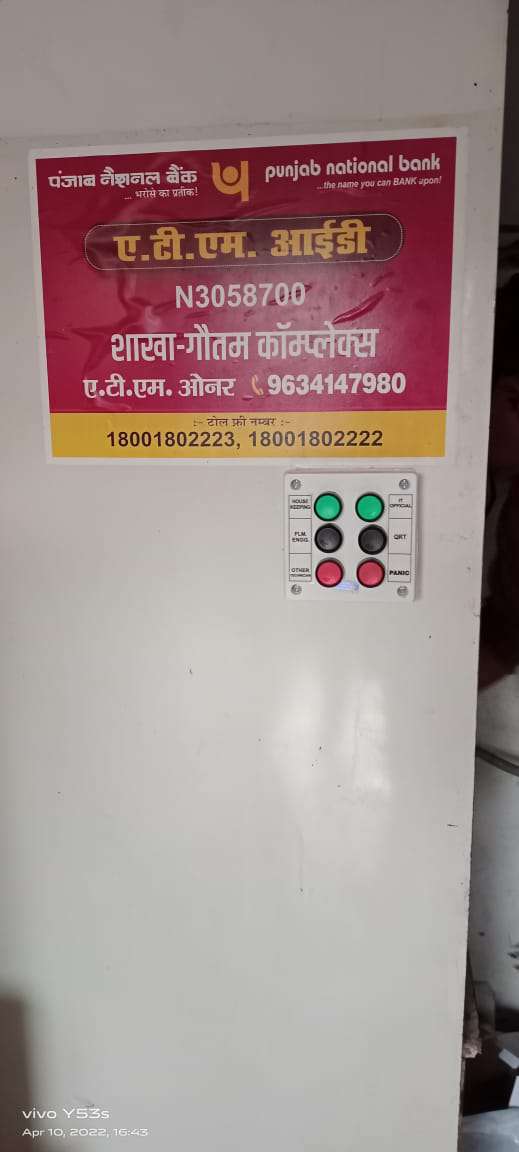 पंजाब नैशनल बैंक
... भरोसे का प्रतीक!
punjab national bank
...the name you can BANK upon!
ए.टी.एम. आईडी
N3058700
शाखा-गौतम कॉम्प्लेक्स
ए.टी.एम. ओनर 9634147980
:- टोल फ्री नम्बर :-
18001802223, 18001802222
HOUSE KEEPING
IT OFFICIAL
FLM ENGG.
QRT
OTHER TECHNICIAN
PANIC
vivo Y53s
Apr 10, 2022, 16:43